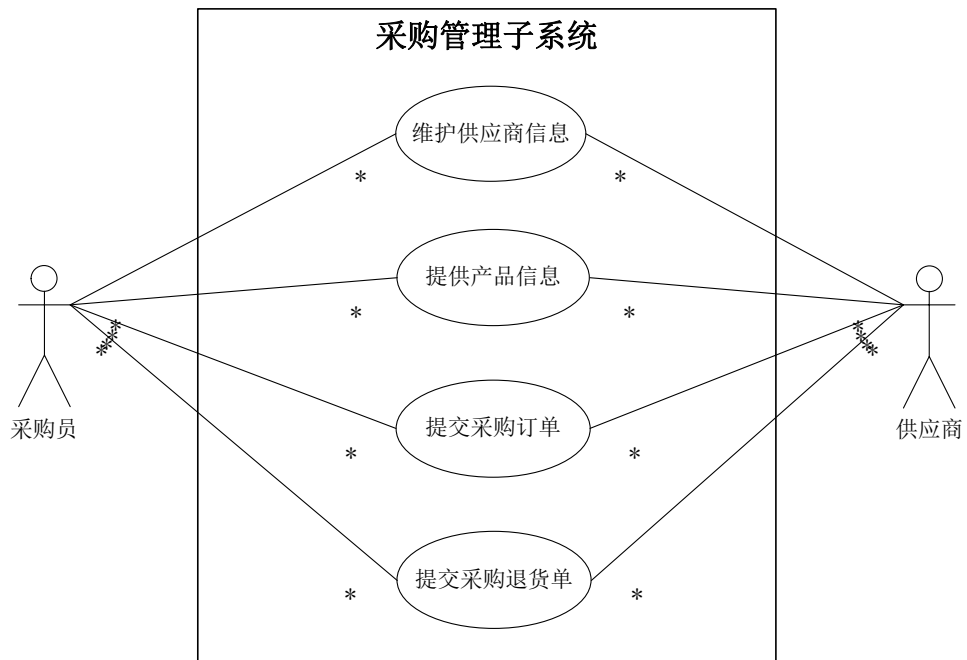 采购管理子系统
维护供应商信息
*
*
提供产品信息
*
*
****
****
采购员
供应商
提交采购订单
*
*
提交采购退货单
*
*